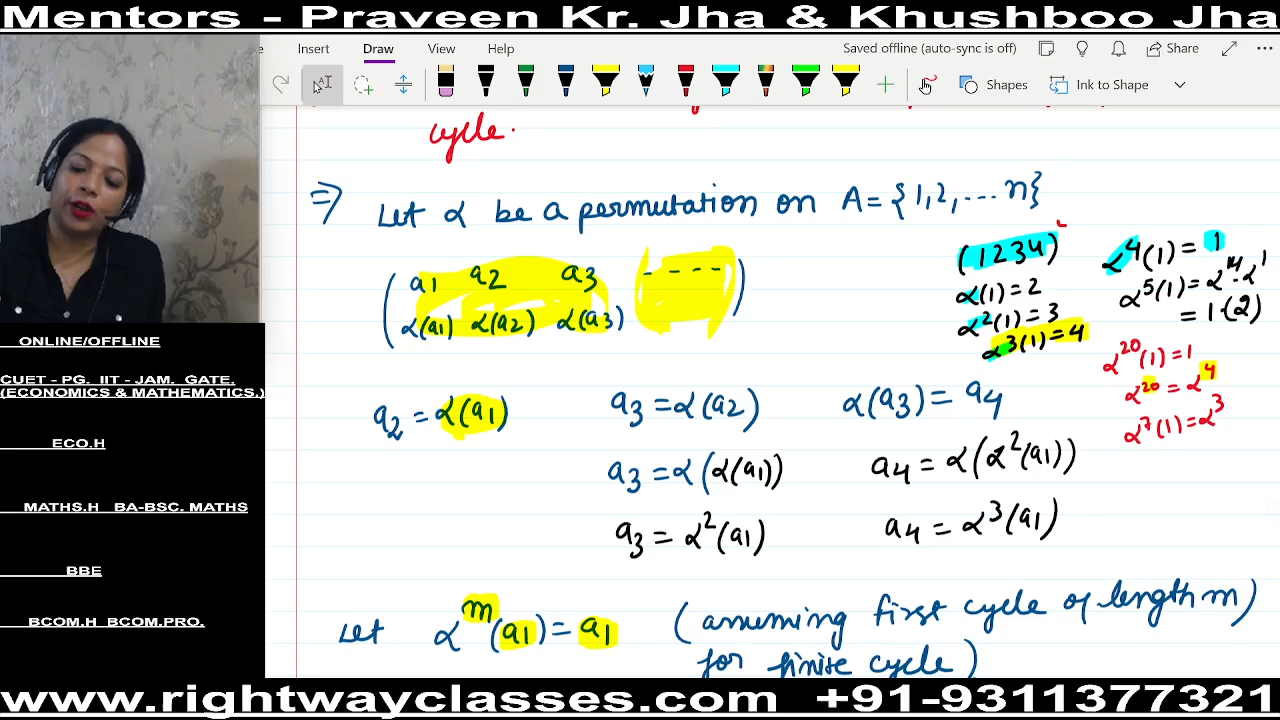 Mentors - Praveen Kr. Jha & Khushboo Jha
Insert Draw View Help
Saved offline (auto-sync is off)
Share
Shapes
Ink to Shape
cycle.
⇒ Let α be a permutation on A = {1, 2, ... n}
( a1 a2 a3 - - - -
α(a1) α(a2) α(a3) )
(1 2 3 4)
α(1) = 2
α²(1) = 3
α³(1) = 4
α⁴(1) = 1
α⁵(1) = α⁴.α¹
= 1.(2)
α²⁰(1) = 1
α²⁰ = α⁴
α⁷(1) = α³
a2 = α(a1)
a3 = α(a2)
α(a3) = a4
a3 = α(α(a1))
a4 = α(α²(a1))
a3 = α²(a1)
a4 = α³(a1)
Let α^m (a1) = a1
(assuming first cycle of length m)
for finite cycle)
ONLINE/OFFLINE
CUET - PG. IIT - JAM. GATE.
(ECONOMICS & MATHEMATICS.)
ECO.H
MATHS.H BA-BSC. MATHS
BBE
BCOM.H BCOM.PRO.
www.rightwayclasses.com +91-9311377321